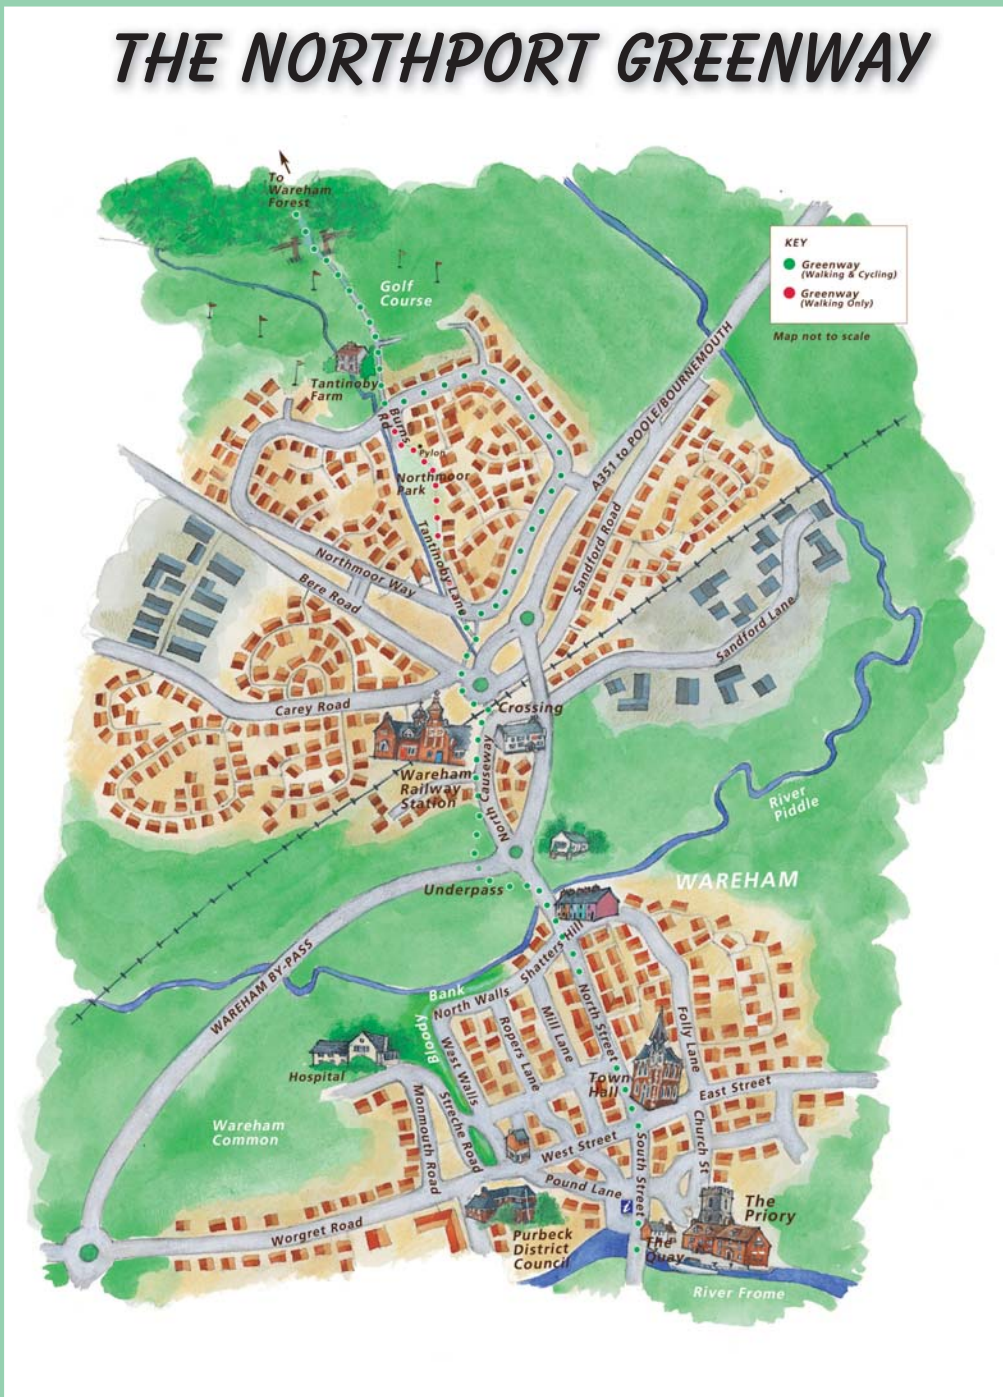 THE NORTHPORT GREENWAY
To
Wareham
Forest
KEY
Greenway
(Walking & Cycling)
Greenway
(Walking Only)
Map not to scale
Golf
Course
A351 to POOLE/BOURNEMOUTH
Tantinoby
Farm
Burns
Rd
Pylon
Northmoor
Park
Tantinoby Lane
Sandford Road
Northmoor Way
Bere Road
Sandford Lane
Carey Road
Crossing
Wareham
Railway
Station
North Causeway
River
Piddle
Underpass
WAREHAM
WAREHAM BY-PASS
Shatters Hill
Bank
Bloody
North Walls
Wast Walls
Ropers Lane
Mill Lane
North Street
Folly Lane
Hospital
Town
Hall
East Street
Streche Road
Monmouth Road
Wareham
Common
West Street
South Street
Church St
Pound Lane
i
Worgret Road
Purbeck
District
Council
The
Priory
The
Quay
River Frome